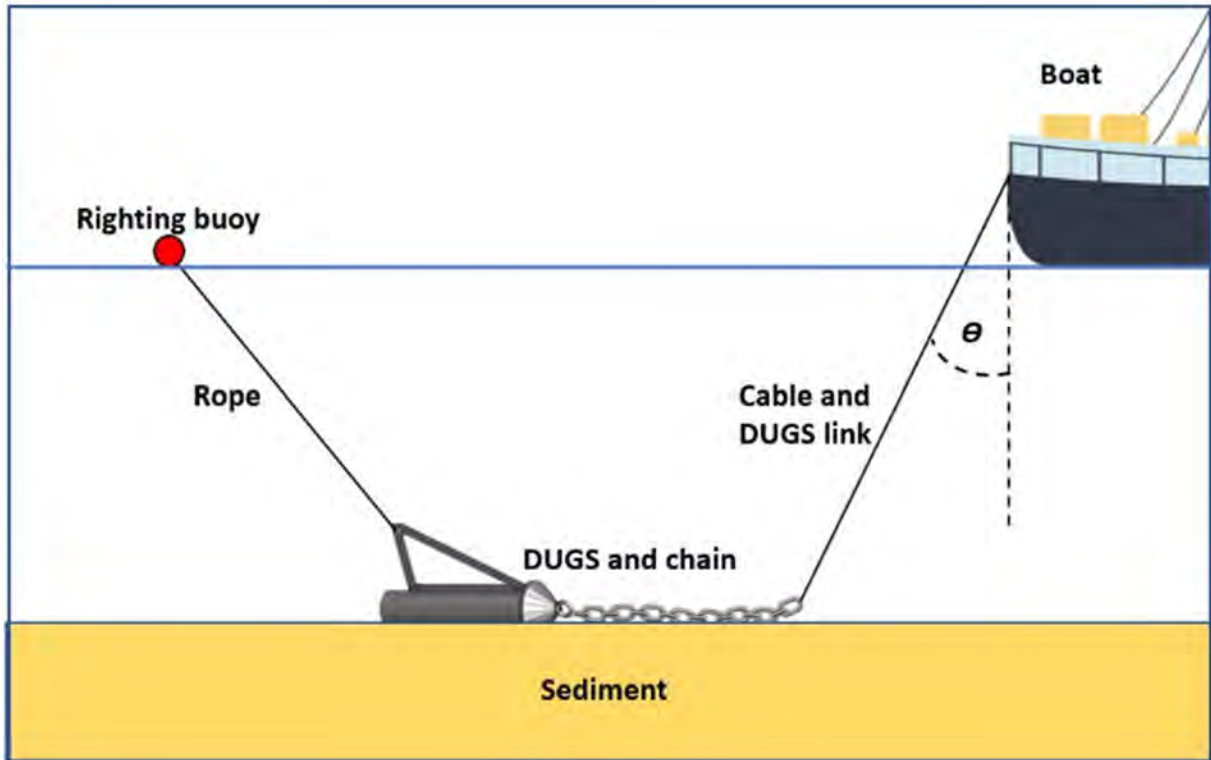 Boat
Righting buoy
θ
Rope
Cable and
DUGS link
DUGS and chain
Sediment